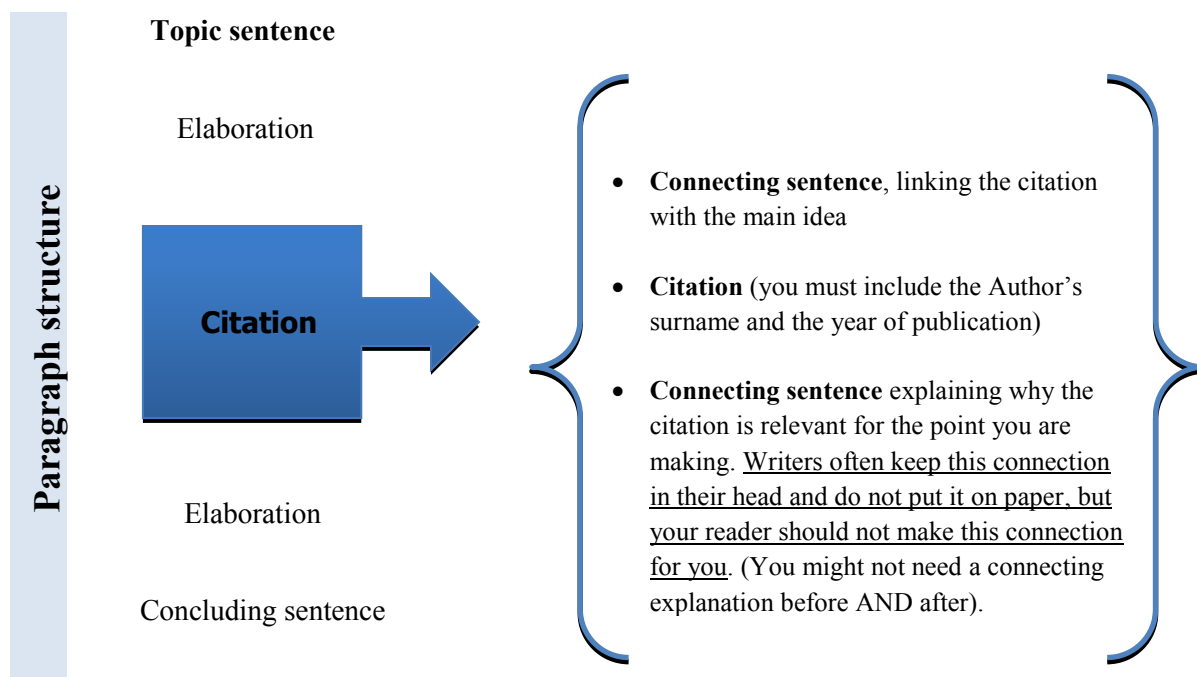 Paragraph structure
Topic sentence
Elaboration
Citation
Elaboration
Concluding sentence
• Connecting sentence, linking the citation
with the main idea
• Citation (you must include the Author’s
surname and the year of publication)
• Connecting sentence explaining why the
citation is relevant for the point you are
making. Writers often keep this connection
in their head and do not put it on paper, but
your reader should not make this connection
for you. (You might not need a connecting
explanation before AND after).